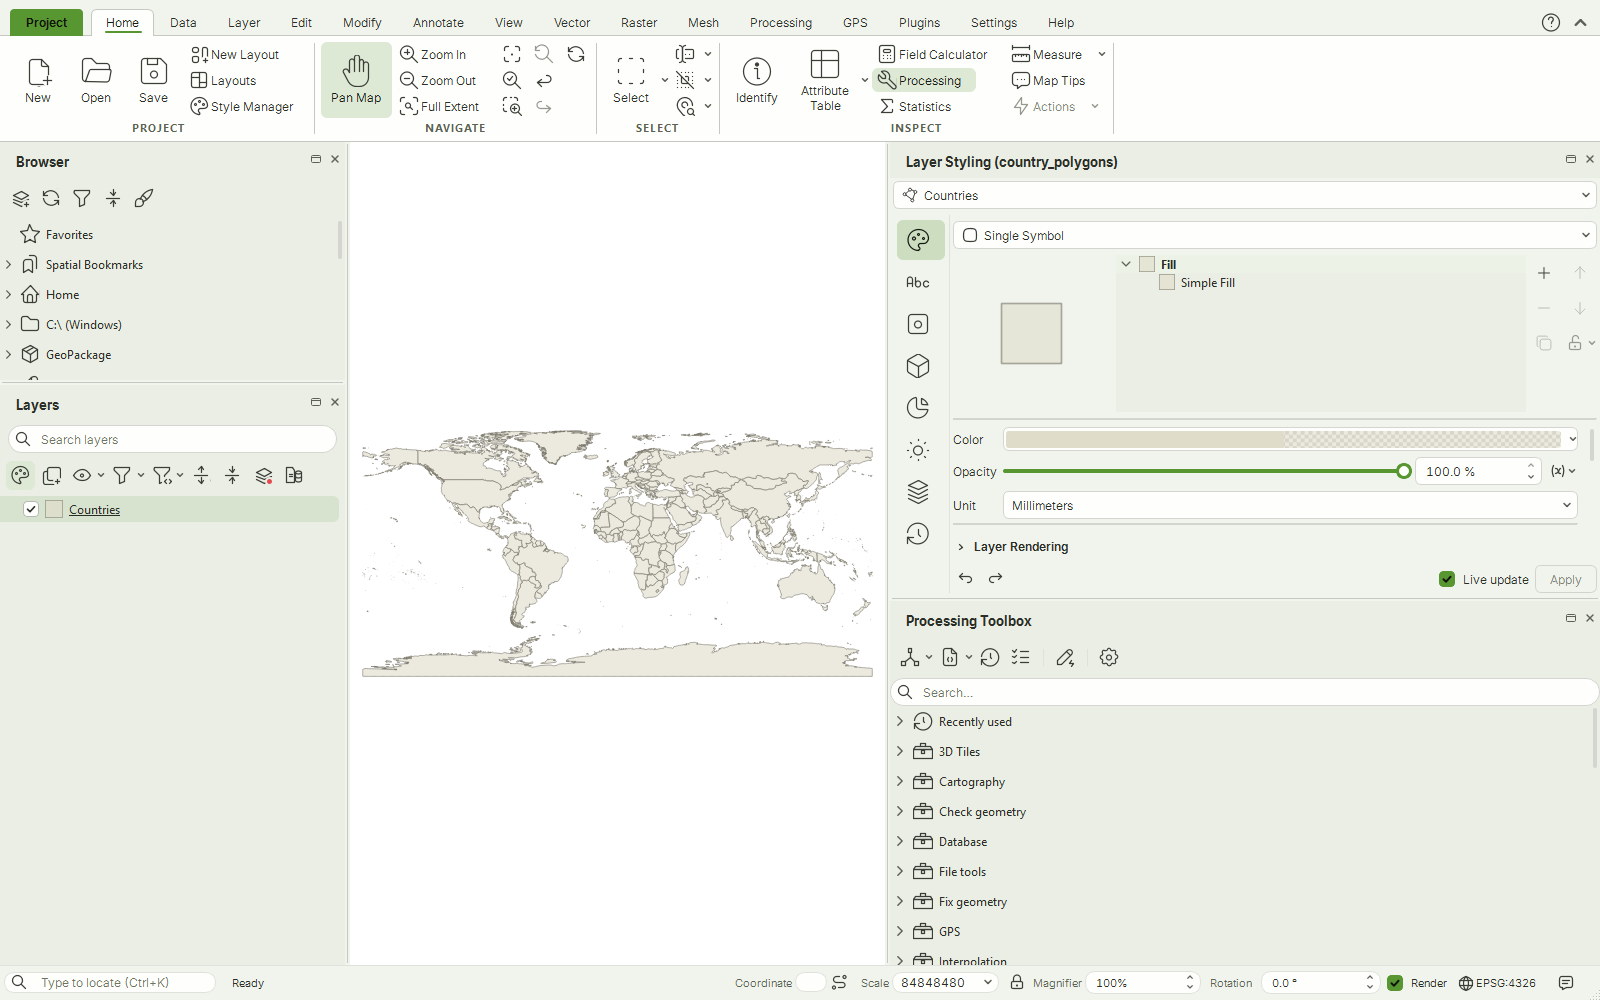 Project Home Data Layer Edit Modify Annotate View Vector Raster Mesh Processing GPS Plugins Settings Help
New Open Save New Layout Layouts Style Manager
PROJECT
Pan Map Zoom In Zoom Out Full Extent
NAVIGATE
Select
SELECT
Identify Attribute Table Field Calculator Processing Statistics Measure Map Tips Actions
INSPECT
Browser
Favorites
Spatial Bookmarks
Home
C:\ (Windows)
GeoPackage
Layers
Search layers
Countries
Layer Styling (country_polygons)
Countries
Single Symbol
Abc
Fill
Simple Fill
Color
Opacity 100.0 %
Unit Millimeters
Layer Rendering
Live update Apply
Processing Toolbox
Search...
Recently used
3D Tiles
Cartography
Check geometry
Database
File tools
Fix geometry
GPS
Interpolation
Type to locate (Ctrl+K) Ready Coordinate Scale 84848480 Magnifier 100% Rotation 0.0 ° Render EPSG:4326